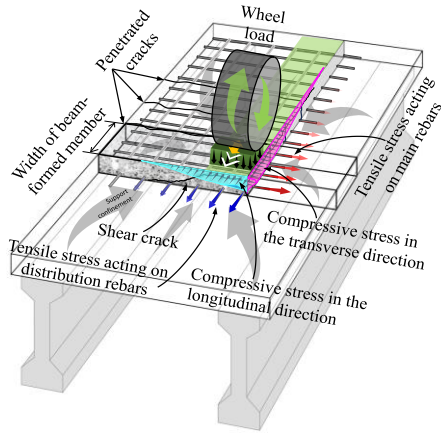 Wheel
load
Penetrated
cracks
Width of beam-
formed member
Tensile stress acting
on main rebars
Support
confinement
Shear crack
Compressive stress in
the transverse direction
Tensile stress acting on
distribution rebars
Compressive stress in the
longitudinal direction